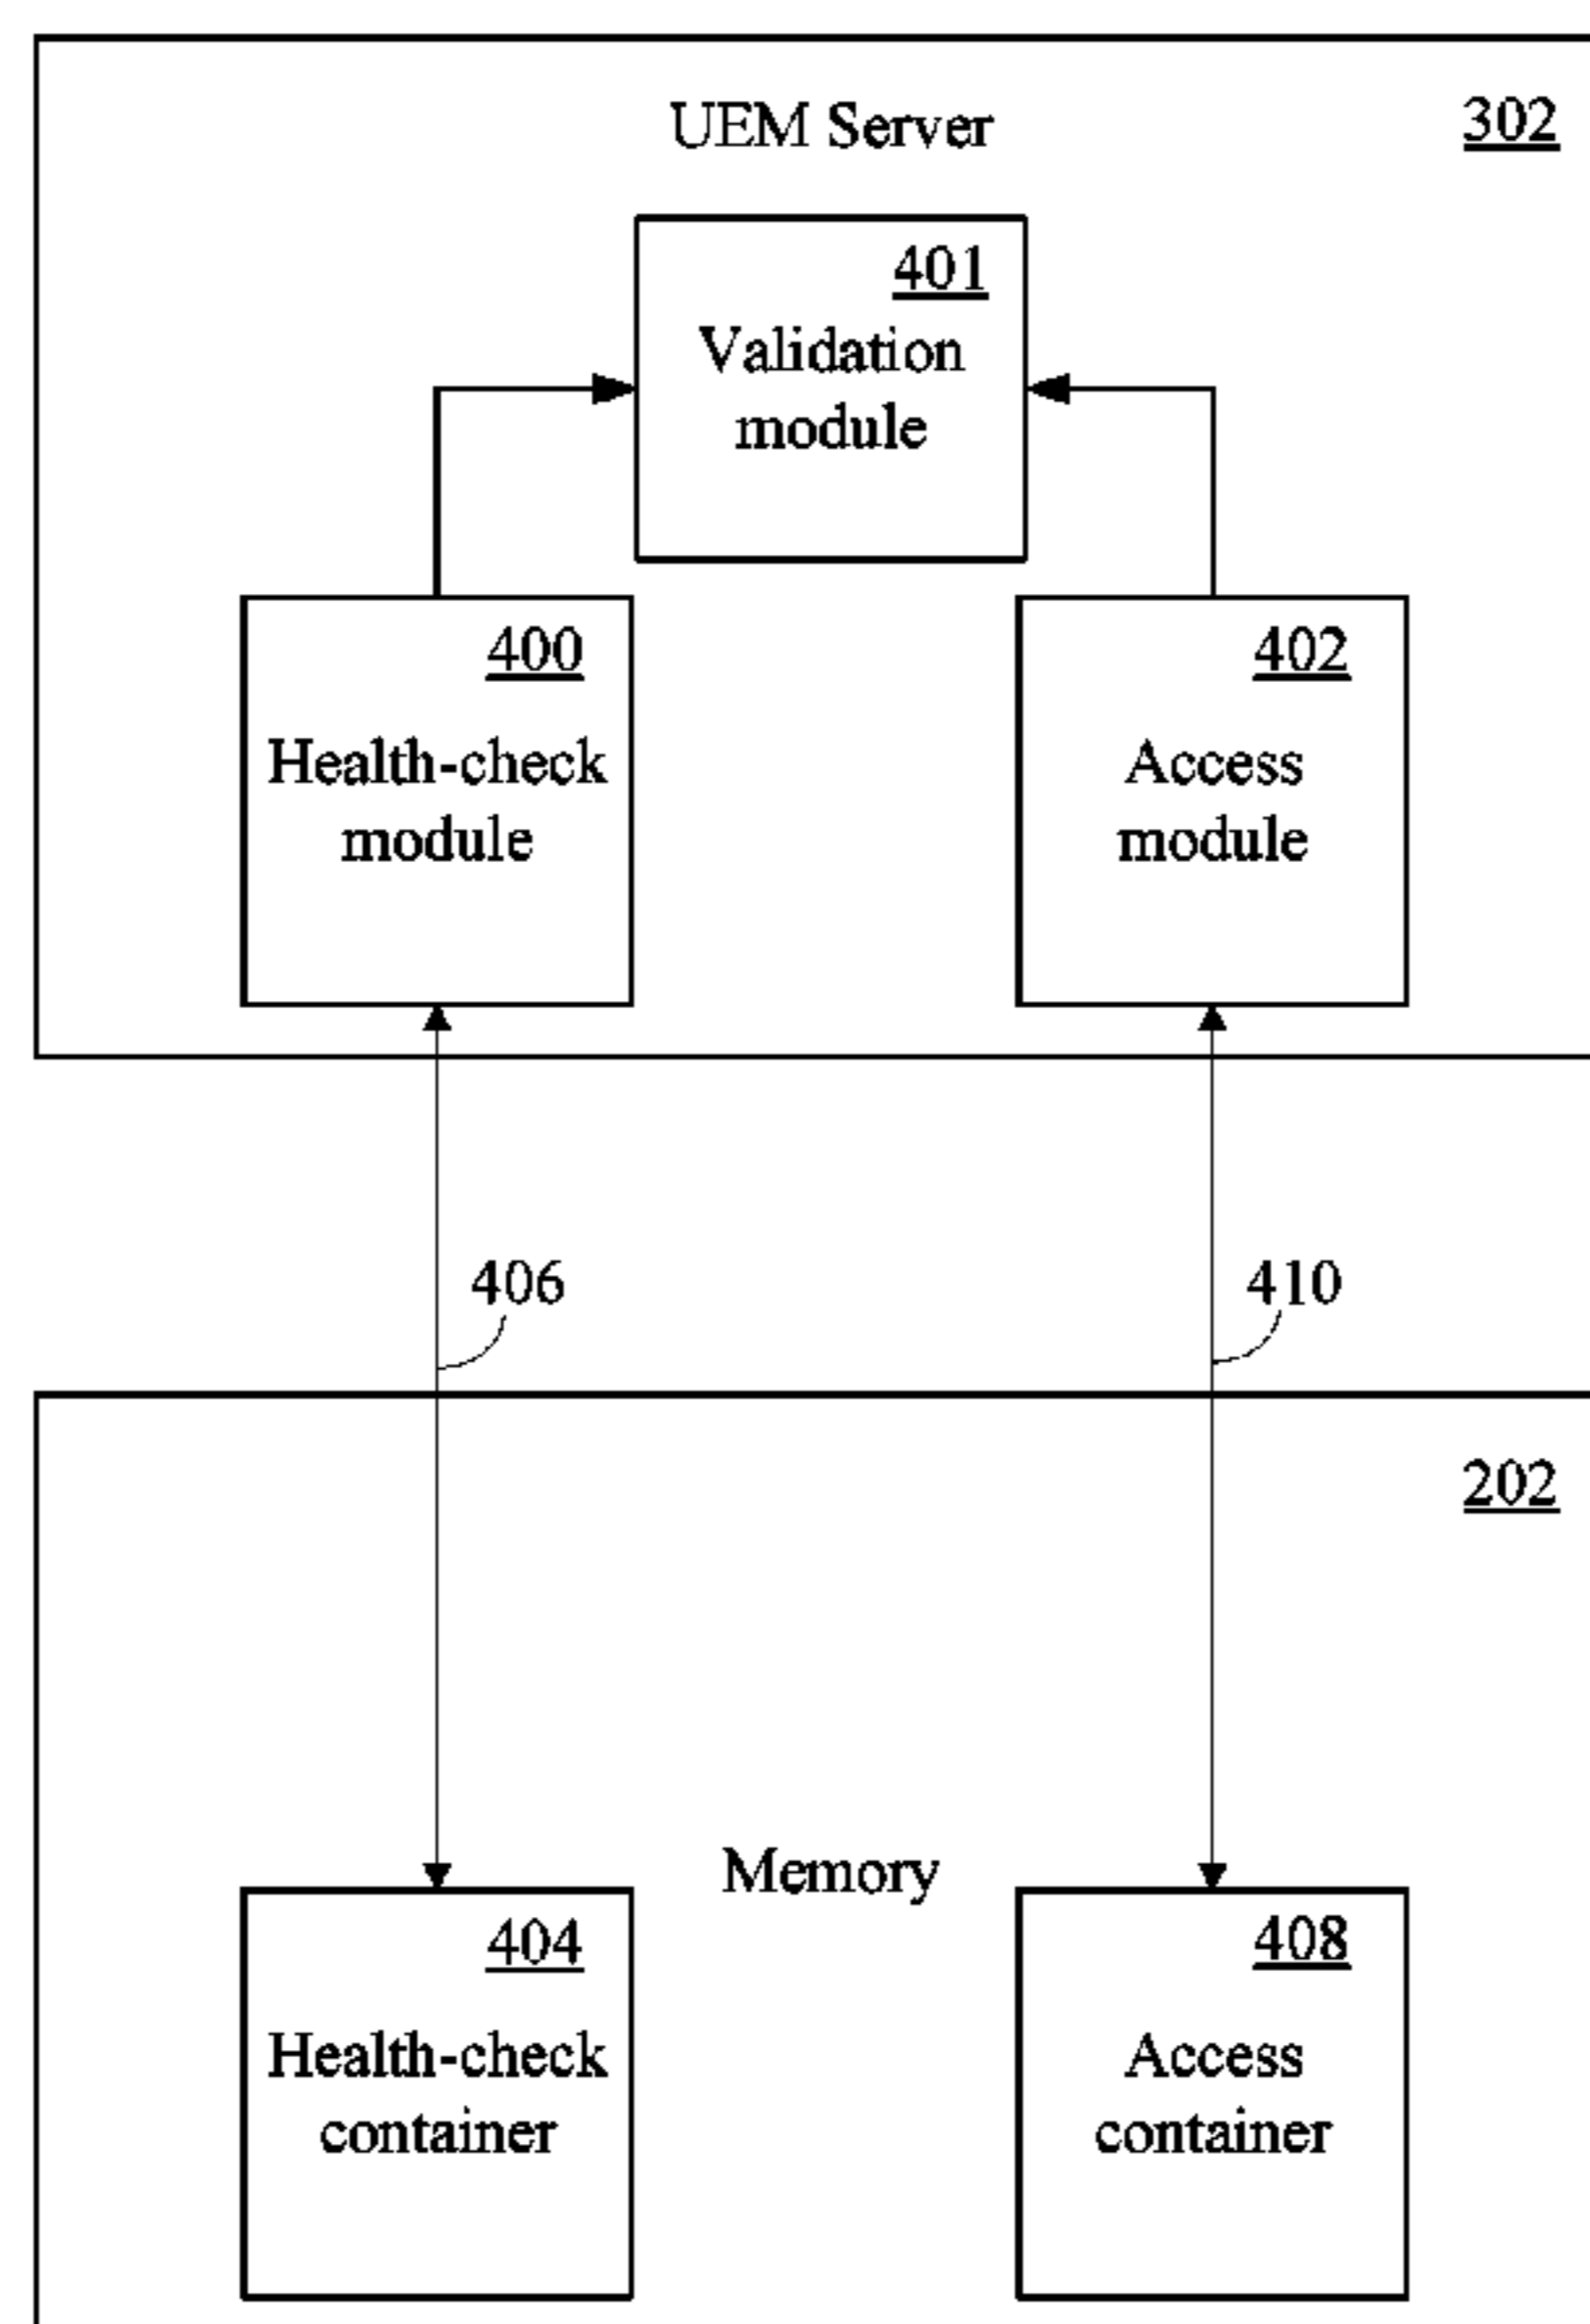 UEM Server
302
401
Validation
module
400
Health-check
module
402
Access
module
406
410
202
Memory
404
Health-check
container
408
Access
container